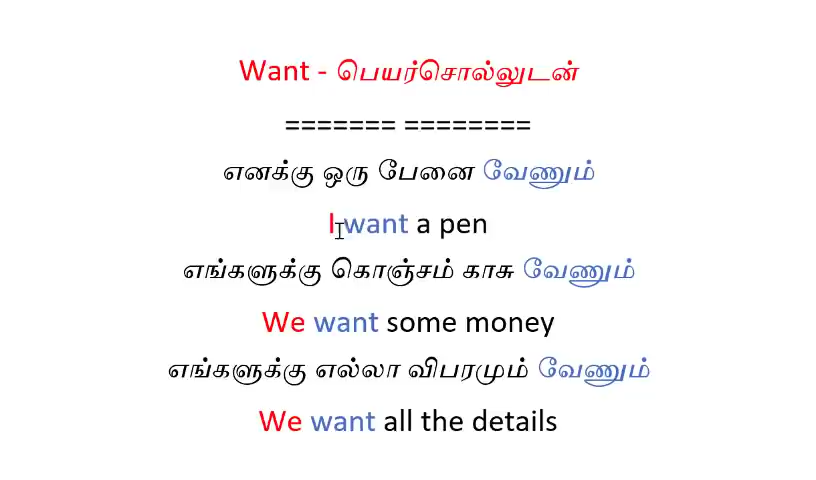 Want - பெயர்சொல்லுடன்
======= ========
எனக்கு ஒரு பேனை வேணும்
I want a pen
எங்களுக்கு கொஞ்சம் காசு வேணும்
We want some money
எங்களுக்கு எல்லா விபரமும் வேணும்
We want all the details